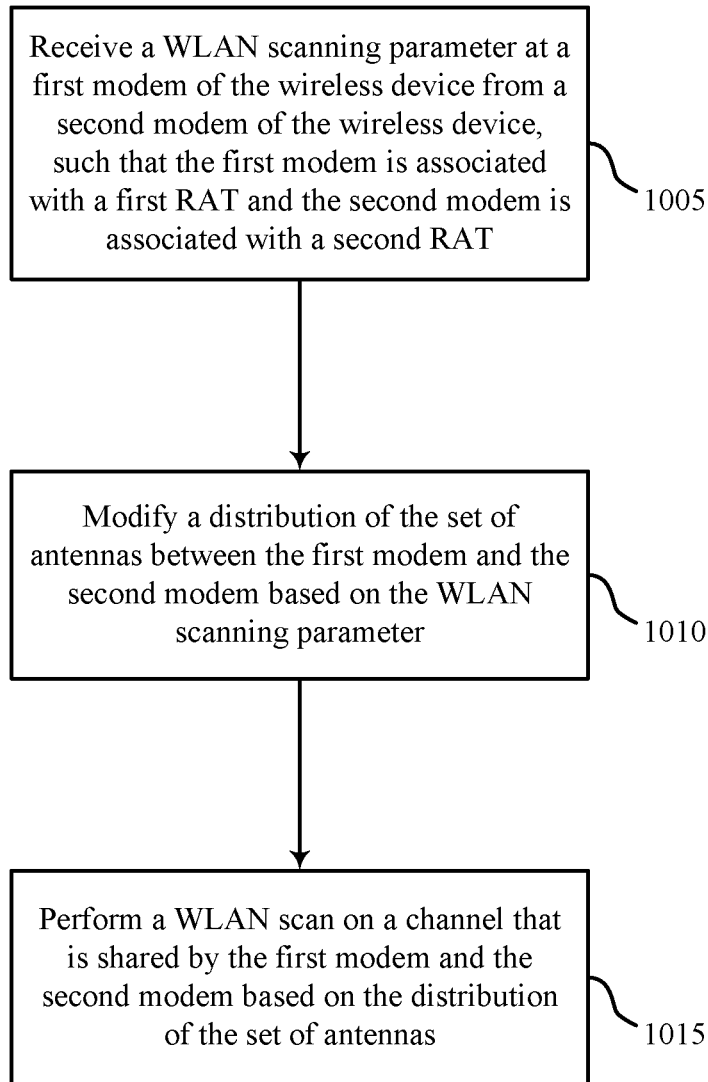 Receive a WLAN scanning parameter at a
first modem of the wireless device from a
second modem of the wireless device,
such that the first modem is associated
with a first RAT and the second modem is
associated with a second RAT
1005
Modify a distribution of the set of
antennas between the first modem and the
second modem based on the WLAN
scanning parameter
1010
Perform a WLAN scan on a channel that
is shared by the first modem and the
second modem based on the distribution
of the set of antennas
1015